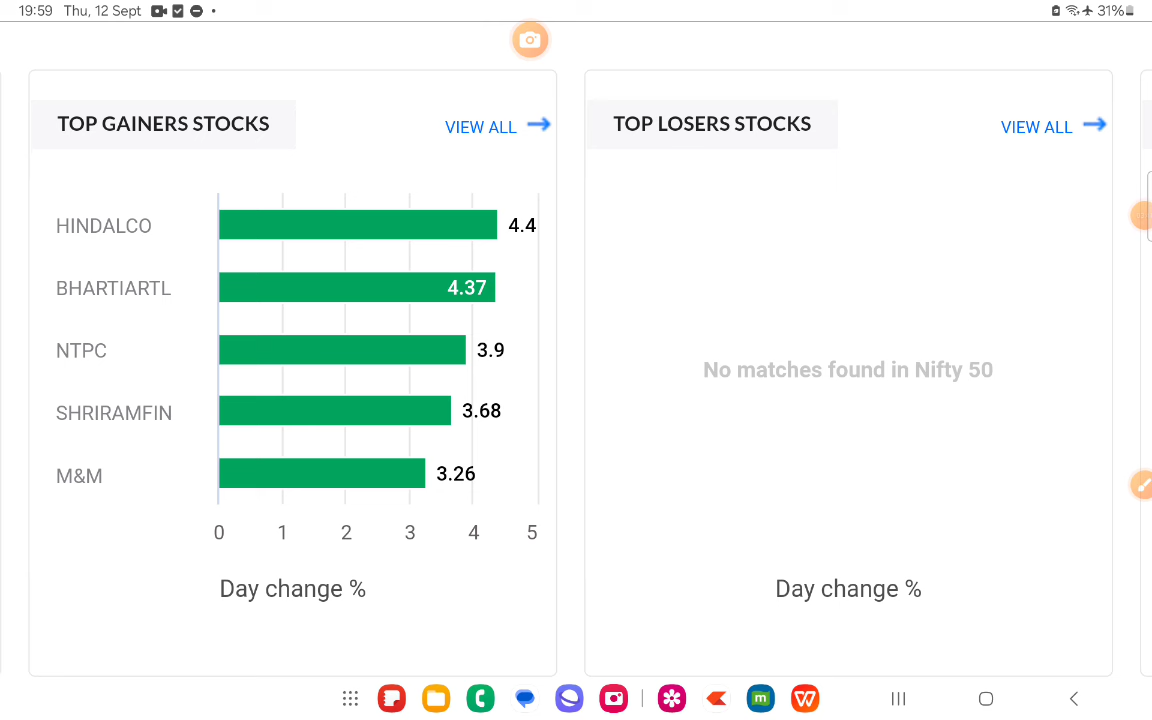 19:59 Thu, 12 Sept
31%
TOP GAINERS STOCKS
VIEW ALL
HINDALCO 4.4
BHARTIARTL 4.37
NTPC 3.9
SHRIRAMFIN 3.68
M&M 3.26
0 1 2 3 4 5
Day change %
TOP LOSERS STOCKS
VIEW ALL
No matches found in Nifty 50
Day change %
m
W